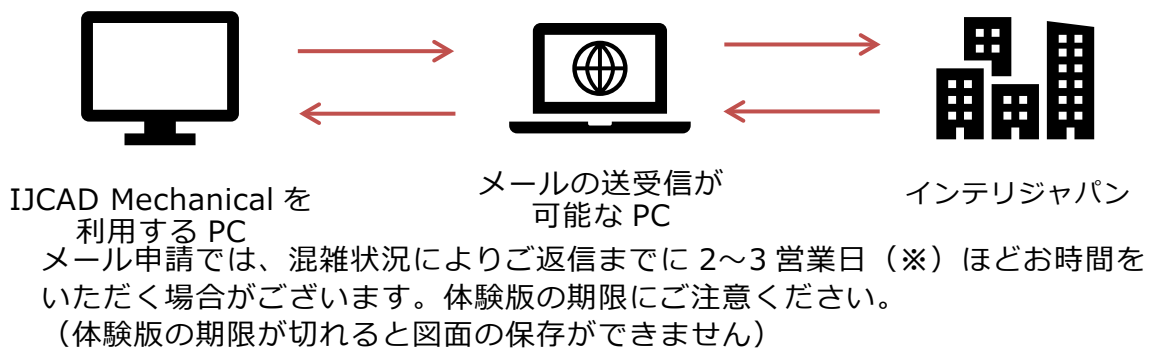 IJCAD Mechanical を
利用する PC
メールの送受信が
可能な PC
インテリジャパン
メール申請では、混雑状況によりご返信までに 2～3 営業日（※）ほどお時間を
いただく場合がございます。体験版の期限にご注意ください。
（体験版の期限が切れると図面の保存ができません）